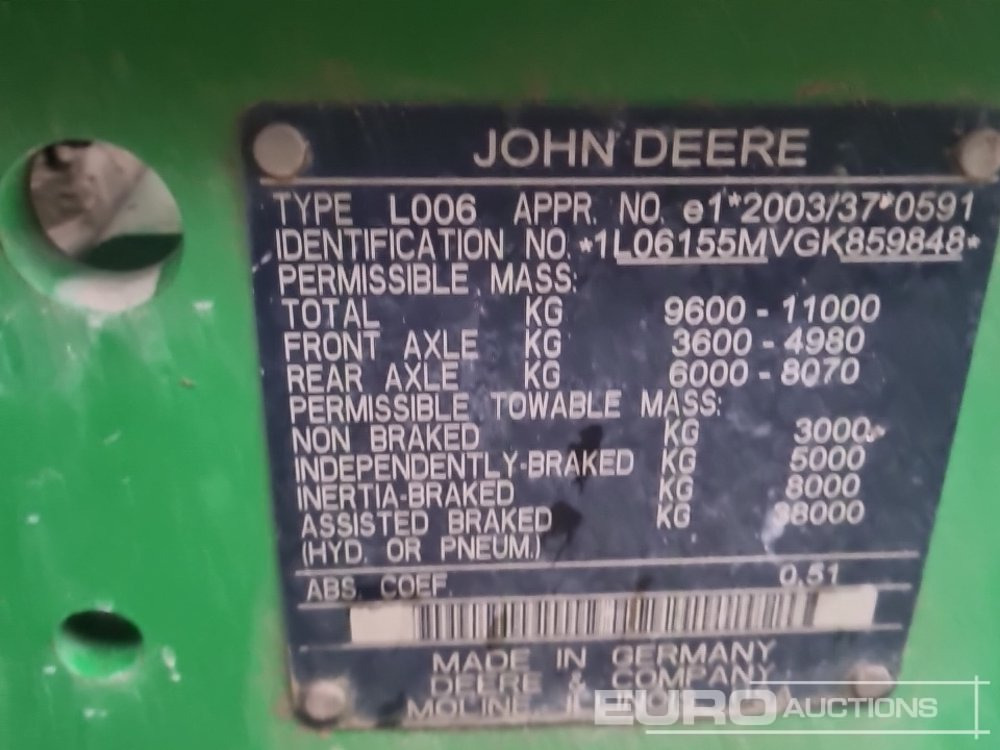 JOHN DEERE
TYPE L006 APPR. NO. e1*2003/37*0591
IDENTIFICATION NO. *1L06155MVGK859848*
PERMISSIBLE MASS:
TOTAL KG 9600 - 11000
FRONT AXLE KG 3600 - 4980
REAR AXLE KG 6000 - 8070
PERMISSIBLE TOWABLE MASS:
NON BRAKED KG 3000
INDEPENDENTLY-BRAKED KG 5000
INERTIA-BRAKED KG 8000
ASSISTED BRAKED KG 38000
(HYD. OR PNEUM.)
ABS. COEF. 0,51
MADE IN GERMANY
DEERE & COMPANY
MOLINE,
EURO AUCTIONS